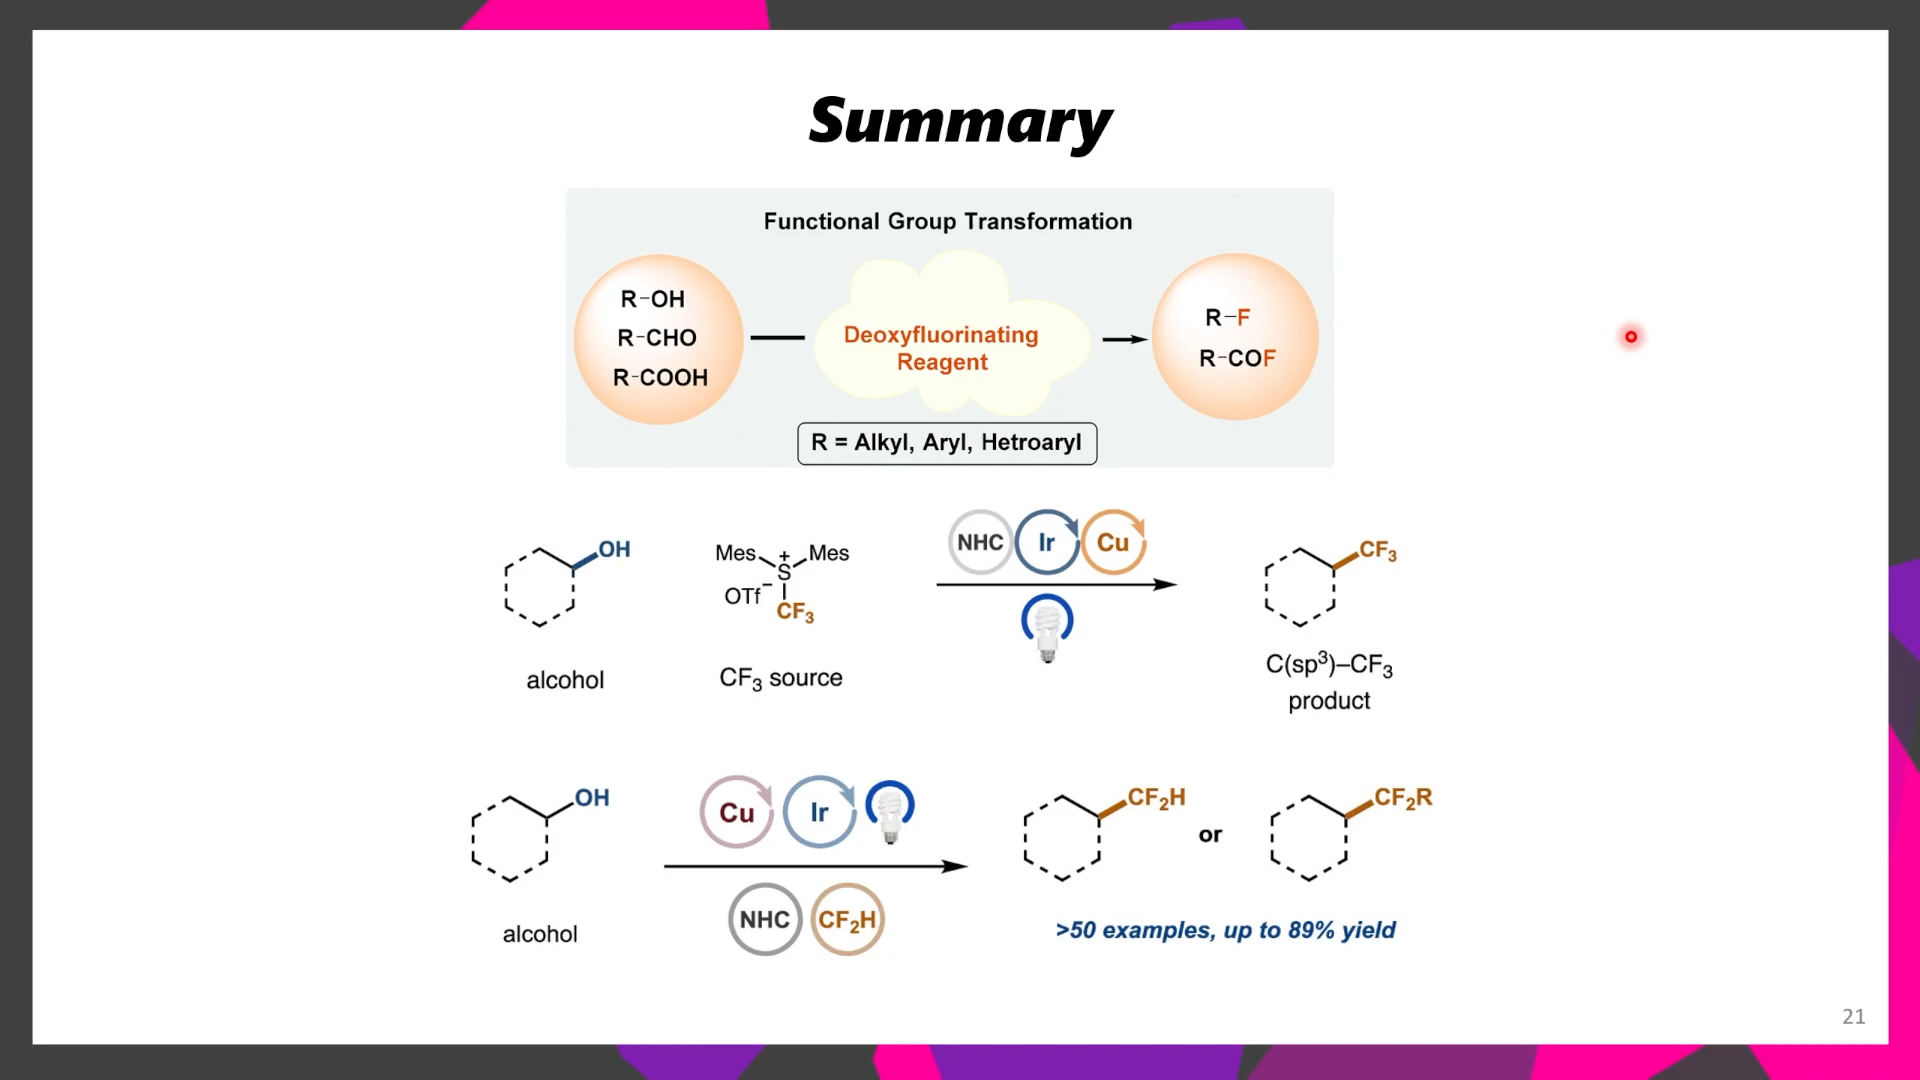 Summary
Functional Group Transformation
R-OH
R-CHO
R-COOH
Deoxyfluorinating
Reagent
R-F
R-COF
R = Alkyl, Aryl, Hetroaryl
OH
alcohol
Mes
+
Mes
S
OTf⁻
CF₃
CF₃ source
NHC
Ir
Cu
CF₃
C(sp³)–CF₃
product
OH
alcohol
Cu
Ir
NHC
CF₂H
CF₂H
or
CF₂R
>50 examples, up to 89% yield
21